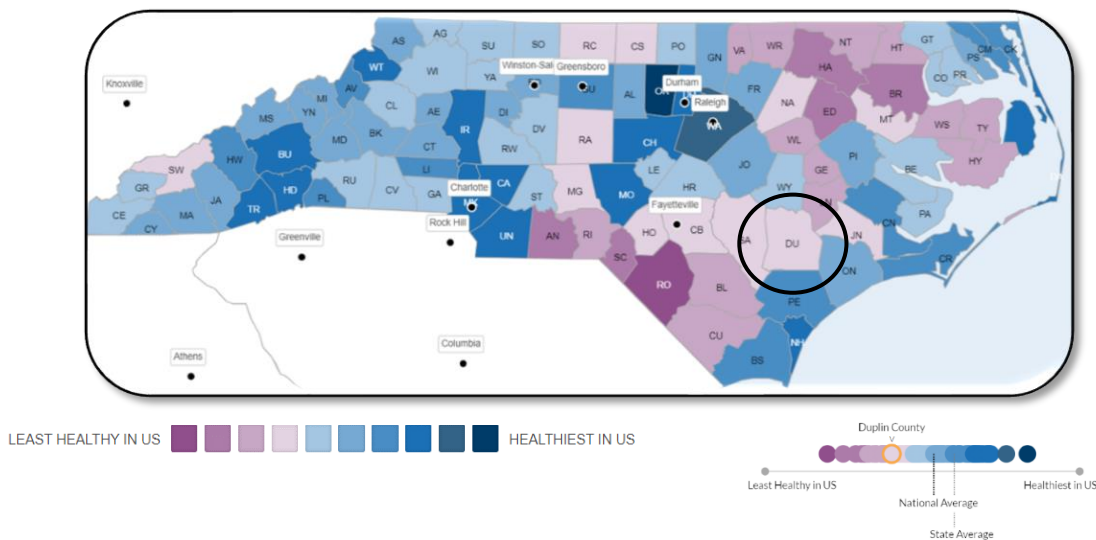 AS
AG
SU
SO
RC
CS
PO
GN
VA
WR
NT
HT
GT
CM
CK
PS
WT
WI
YA
Winston-Sal
Greensboro
Durham
HA
CO
PR
Knoxville
AV
AL
FR
BR
Raleigh
MI
CL
DI
NA
ED
MT
MS
YN
AE
IR
DV
WS
TY
MD
BK
CT
RW
RA
CH
WL
BU
PI
HY
HW
SW
LI
LE
JO
GE
BE
GR
HD
RU
CV
GA
Charlotte
CA
ST
MG
MO
HR
WY
JA
PL
TR
CE
MA
CY
Rock Hill
Fayetteville
PA
CN
Greenville
UN
AN
RI
HO
CB
DU
JN
SC
ON
CR
RO
BL
PE
CU
NH
Columbia
BS
Athens
LEAST HEALTHY IN US
HEALTHIEST IN US
Duplin County
Least Healthy in US
Healthiest in US
National Average
State Average